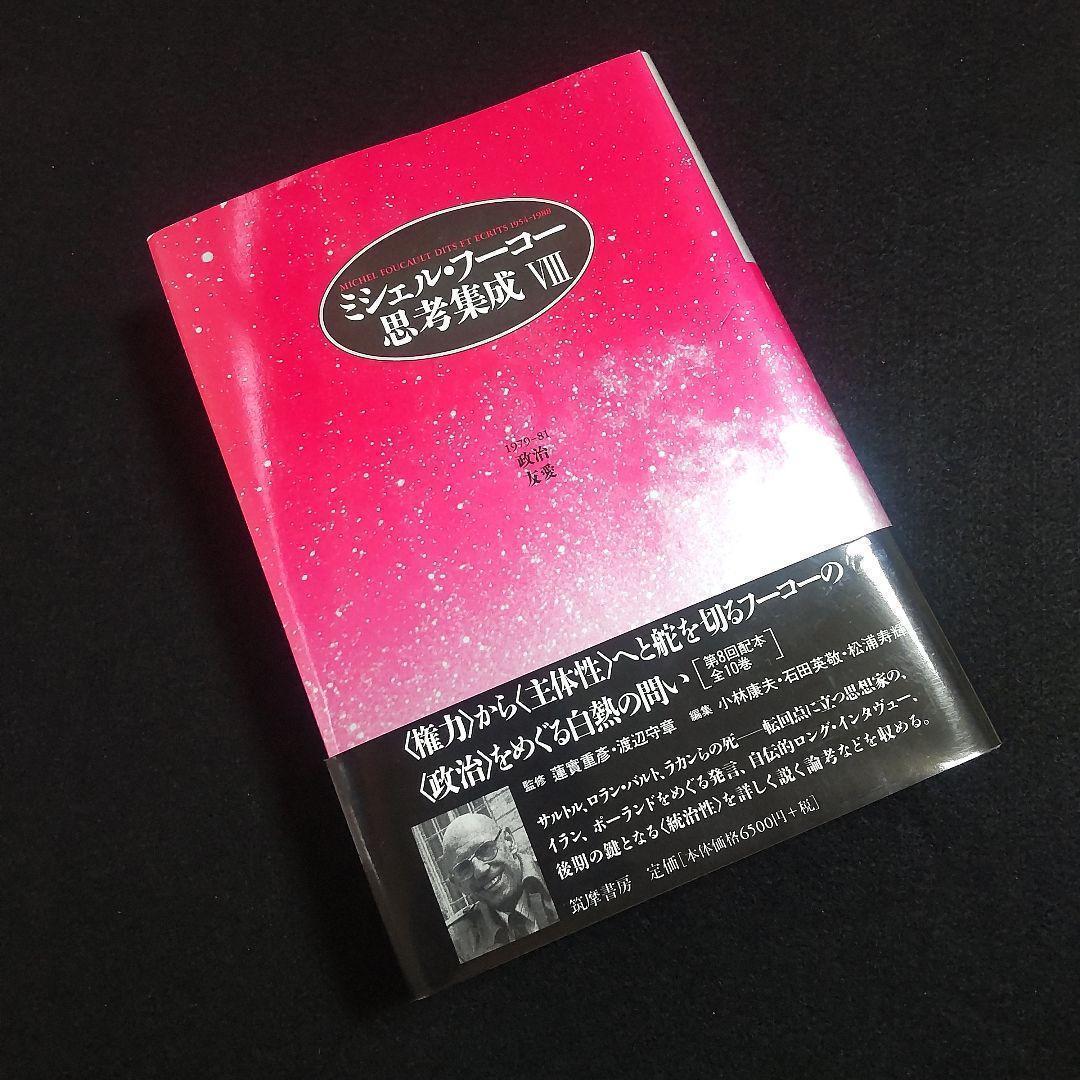 MICHEL FOUCAULT DITS ET ECRITS 1954-1988
ミシェル・フーコー
思考集成 VIII
1979-81
政治
友愛
〈権力〉から〈主体性〉へと舵を切るフーコーの
〈政治〉をめぐる白熱の問い
[第8回配本
全10巻]
監修 蓮實重彦・渡辺守章 編集 小林康夫・石田英敬・松浦寿輝
サルトル、ロラン・バルト、ラカンらの死――転回点に立つ思想家の、
イラン、ポーランドをめぐる発言、自伝的ロング・インタヴュー、
後期の鍵となる〈統治性〉を詳しく説く論考などを収める。
筑摩書房 定価[本体価格6500円+税]